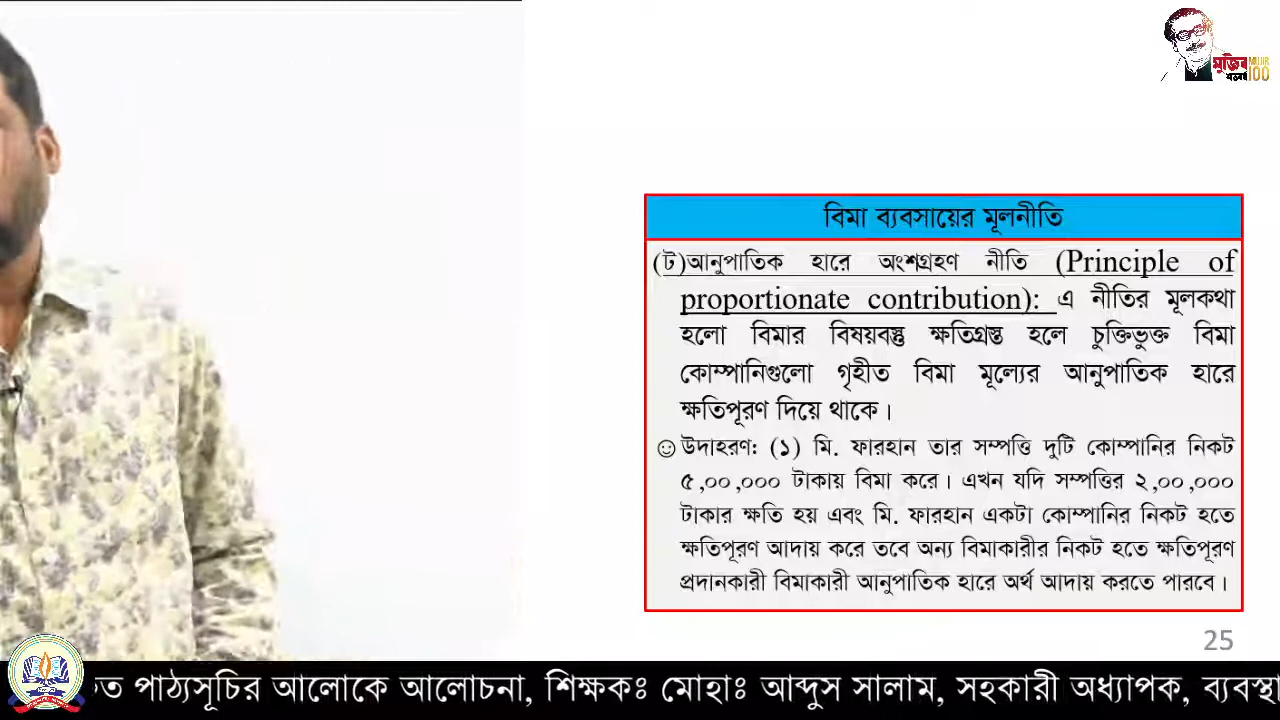 মুজিব MUJIR
বর্ষ 100
বিমা ব্যবসায়ের মূলনীতি
(ট)আনুপাতিক হারে অংশগ্রহণ নীতি (Principle of
proportionate contribution): এ নীতির মূলকথা
হলো বিমার বিষয়বস্তু ক্ষতিগ্রস্ত হলে চুক্তিভুক্ত বিমা
কোম্পানিগুলো গৃহীত বিমা মূল্যের আনুপাতিক হারে
ক্ষতিপূরণ দিয়ে থাকে।
☺উদাহরণ: (১) মি. ফারহান তার সম্পত্তি দুটি কোম্পানির নিকট
৫,০০,০০০ টাকায় বিমা করে। এখন যদি সম্পত্তির ২,০০,০০০
টাকার ক্ষতি হয় এবং মি. ফারহান একটা কোম্পানির নিকট হতে
ক্ষতিপূরণ আদায় করে তবে অন্য বিমাকারীর নিকট হতে ক্ষতিপূরণ
প্রদানকারী বিমাকারী আনুপাতিক হারে অর্থ আদায় করতে পারবে।
25
ত পাঠ্যসূচির আলোকে আলোচনা, শিক্ষকঃ মোহাঃ আব্দুস সালাম, সহকারী অধ্যাপক, ব্যবস্থা